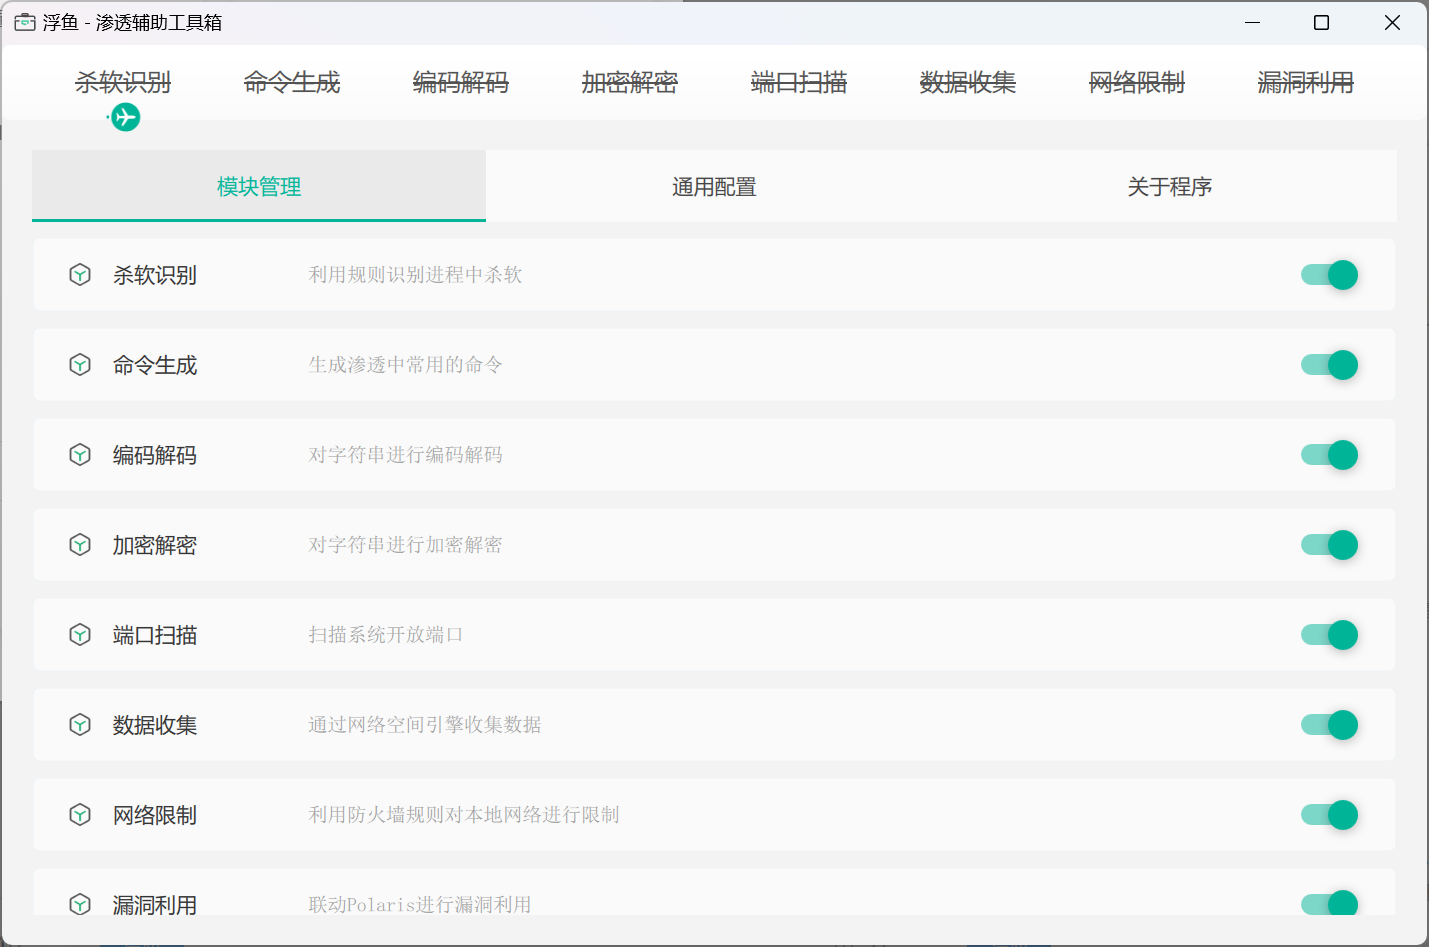 浮鱼 - 渗透辅助工具箱
杀软识别 命令生成 编码解码 加密解密 端口扫描 数据收集 网络限制 漏洞利用
模块管理 通用配置 关于程序
杀软识别 利用规则识别进程中杀软
命令生成 生成渗透中常用的命令
编码解码 对字符串进行编码解码
加密解密 对字符串进行加密解密
端口扫描 扫描系统开放端口
数据收集 通过网络空间引擎收集数据
网络限制 利用防火墙规则对本地网络进行限制
漏洞利用 联动Polaris进行漏洞利用